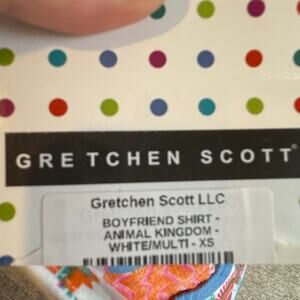 GRETCHEN SCOTT®
Gretchen Scott LLC
BOYFRIEND SHIRT -
ANIMAL KINGDOM -
WHITE/MULTI - XS